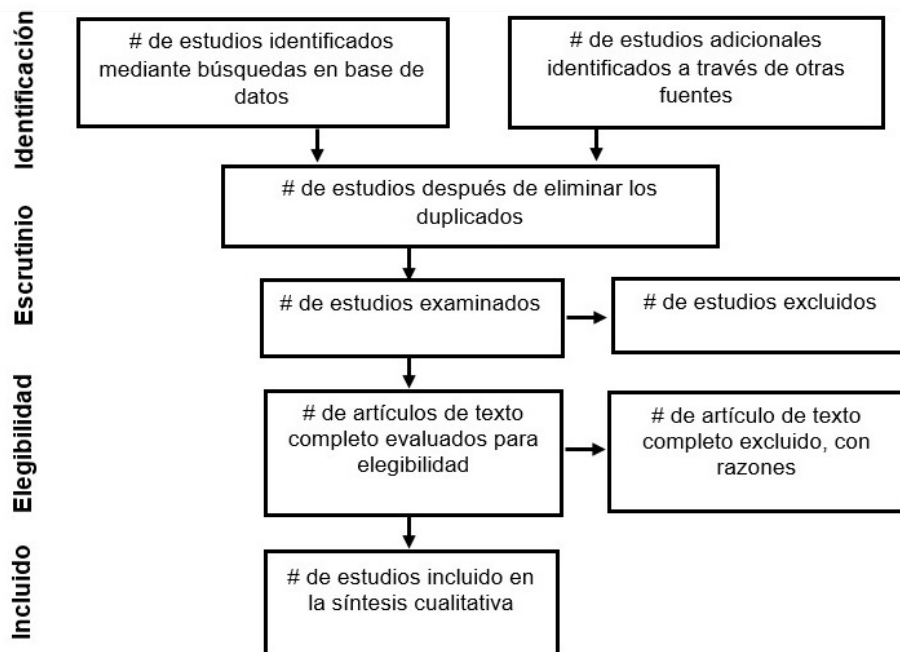 Identificación
# de estudios identificados
mediante búsquedas en base de
datos
# de estudios adicionales
identificados a través de otras
fuentes
# de estudios después de eliminar los
duplicados
Escrutinio
# de estudios examinados
# de estudios excluidos
Elegibilidad
# de artículos de texto
completo evaluados para
elegibilidad
# de artículo de texto
completo excluido, con
razones
Incluido
# de estudios incluido en
la síntesis cualitativa